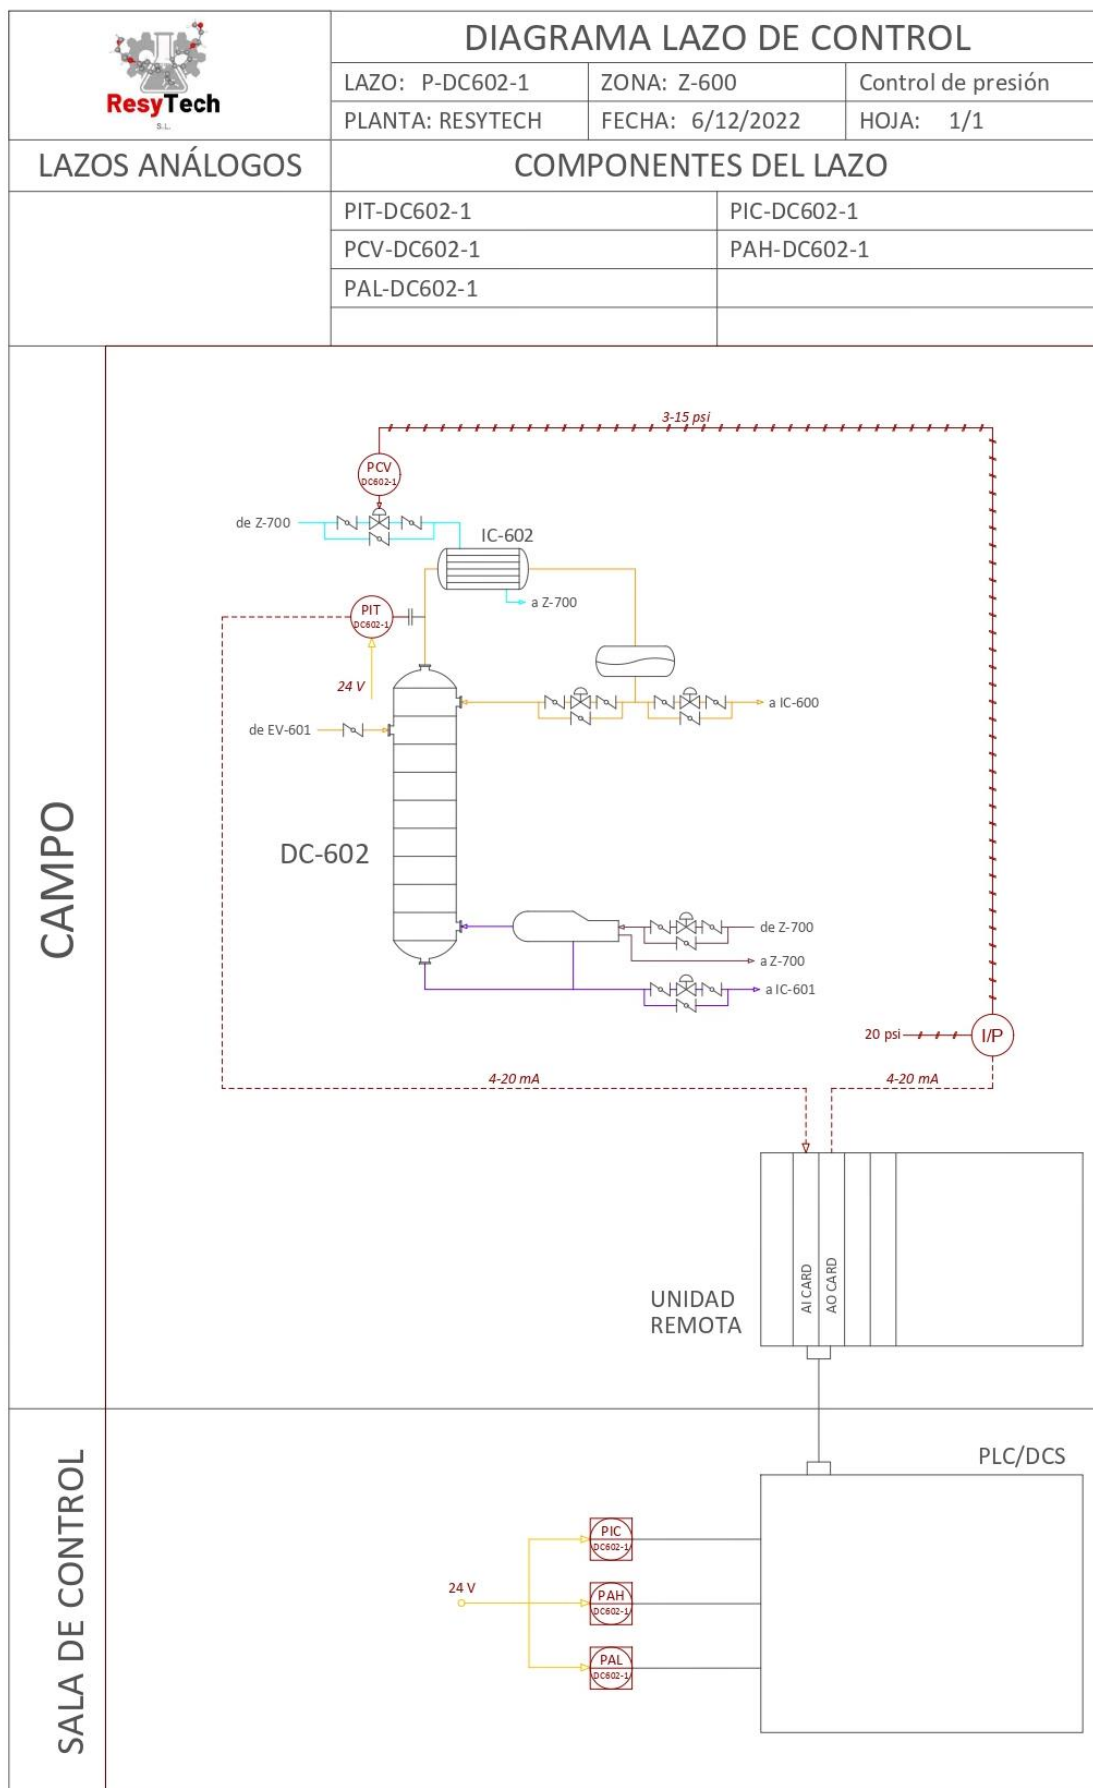 ResyTech
S.L.
DIAGRAMA LAZO DE CONTROL
LAZO: P-DC602-1
ZONA: Z-600
Control de presión
PLANTA: RESYTECH
FECHA: 6/12/2022
HOJA: 1/1
LAZOS ANÁLOGOS
COMPONENTES DEL LAZO
PIT-DC602-1
PIC-DC602-1
PCV-DC602-1
PAH-DC602-1
PAL-DC602-1
CAMPO
3-15 psi
PCV
DC602-1
de Z-700
IC-602
a Z-700
PIT
DC602-1
24 V
a IC-600
de EV-601
DC-602
de Z-700
a Z-700
a IC-601
20 psi
I/P
4-20 mA
4-20 mA
AI CARD
AO CARD
UNIDAD
REMOTA
SALA DE CONTROL
PLC/DCS
PIC
DC602-1
24 V
PAH
DC602-1
PAL
DC602-1